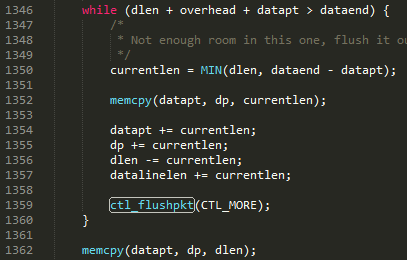 1346 while (dlen + overhead + datapt > dataend) {
1347 /*
1348 * Not enough room in this one, flush it
1349 */
1350 currentlen = MIN(dlen, dataend - datapt);
1351
1352 memcpy(datapt, dp, currentlen);
1353
1354 datapt += currentlen;
1355 dp += currentlen;
1356 dlen -= currentlen;
1357 datalinelen += currentlen;
1358
1359 ctl_flushpkt(CTL_MORE);
1360 }
1361
1362 memcpy(datapt, dp, dlen);